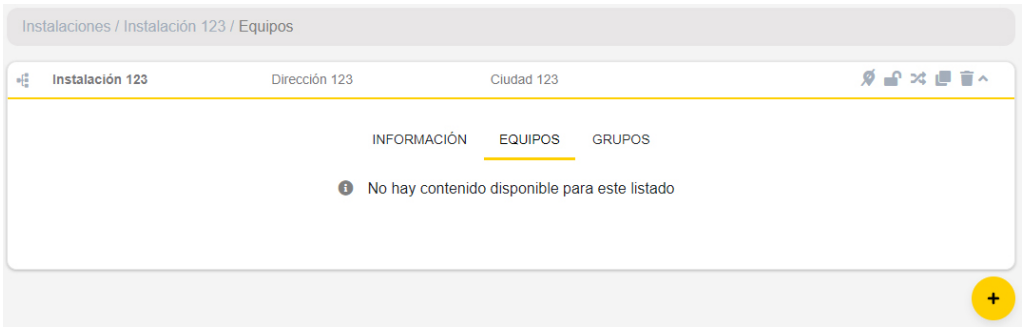 Instalaciones / Instalación 123 / Equipos
Instalación 123 Dirección 123 Ciudad 123
INFORMACIÓN EQUIPOS GRUPOS
No hay contenido disponible para este listado
+